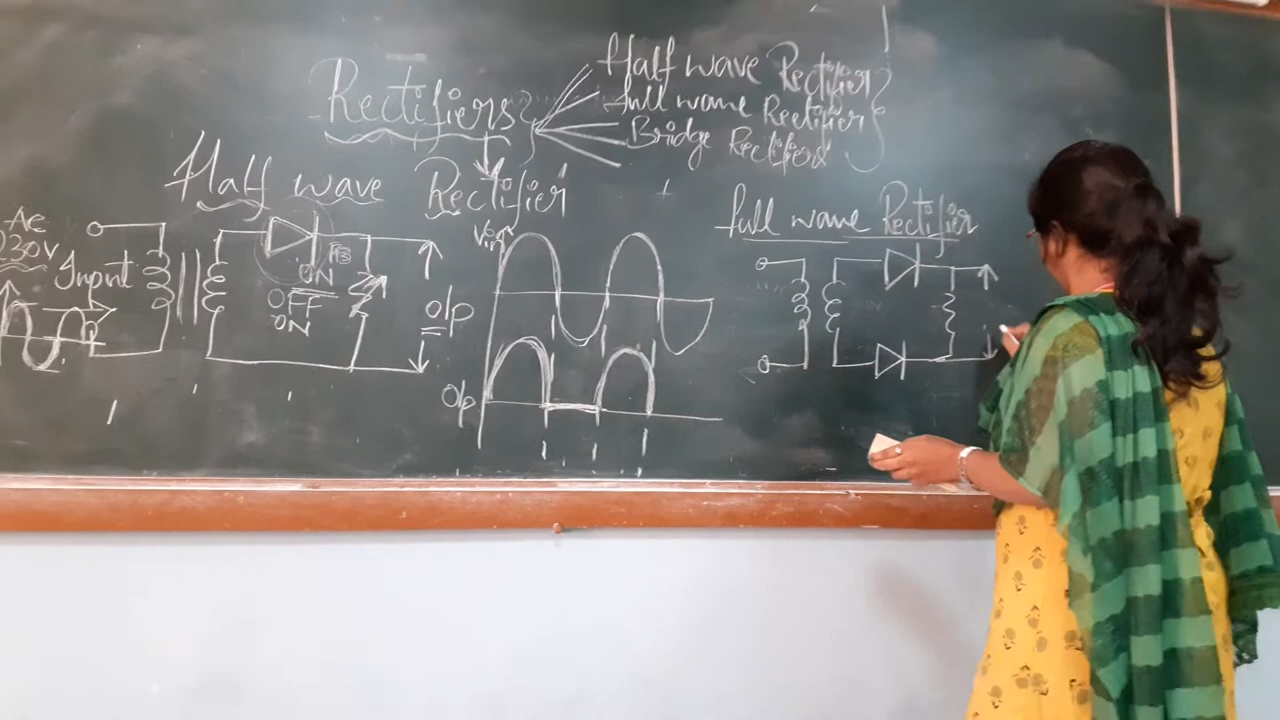 Rectifiers
Half wave Rectifier
full wave Rectifier
Bridge Rectifiers
Half wave Rectifier
Ac
230V
Input
ON
OFF
ON
o/p
Vin
o/p
full wave Rectifier